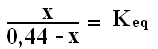 x / (0,44 - x) = K_eq